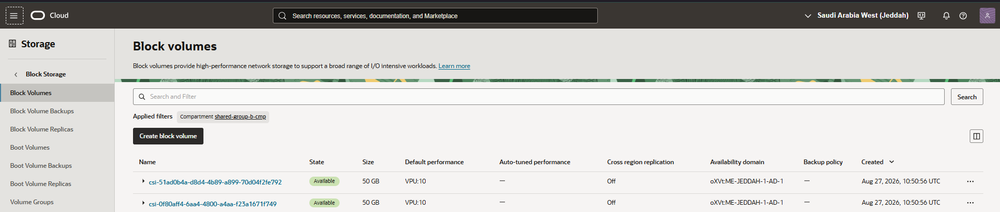 Cloud
Search resources, services, documentation, and Marketplace
Saudi Arabia West (Jeddah)
Storage
Block Storage
Block Volumes
Block Volume Backups
Block Volume Replicas
Boot Volumes
Boot Volume Backups
Boot Volume Replicas
Volume Groups
Block volumes
Block volumes provide high-performance network storage to support a broad range of I/O intensive workloads. Learn more
Search and Filter
Search
Applied filters Compartment shared-group-b-cmp
Create block volume
Name State Size Default performance Auto-tuned performance Cross region replication Availability domain Backup policy Created
csi-51ad0b4a-d8d4-4b89-a899-70d04f2fe792 Available 50 GB VPU:10 — Off oXVt:ME-JEDDAH-1-AD-1 — Aug 27, 2026, 10:50:56 UTC
csi-0f80aff4-6aa4-4800-a4aa-f23a1671f749 Available 50 GB VPU:10 — Off oXVt:ME-JEDDAH-1-AD-1 — Aug 27, 2026, 10:50:56 UTC